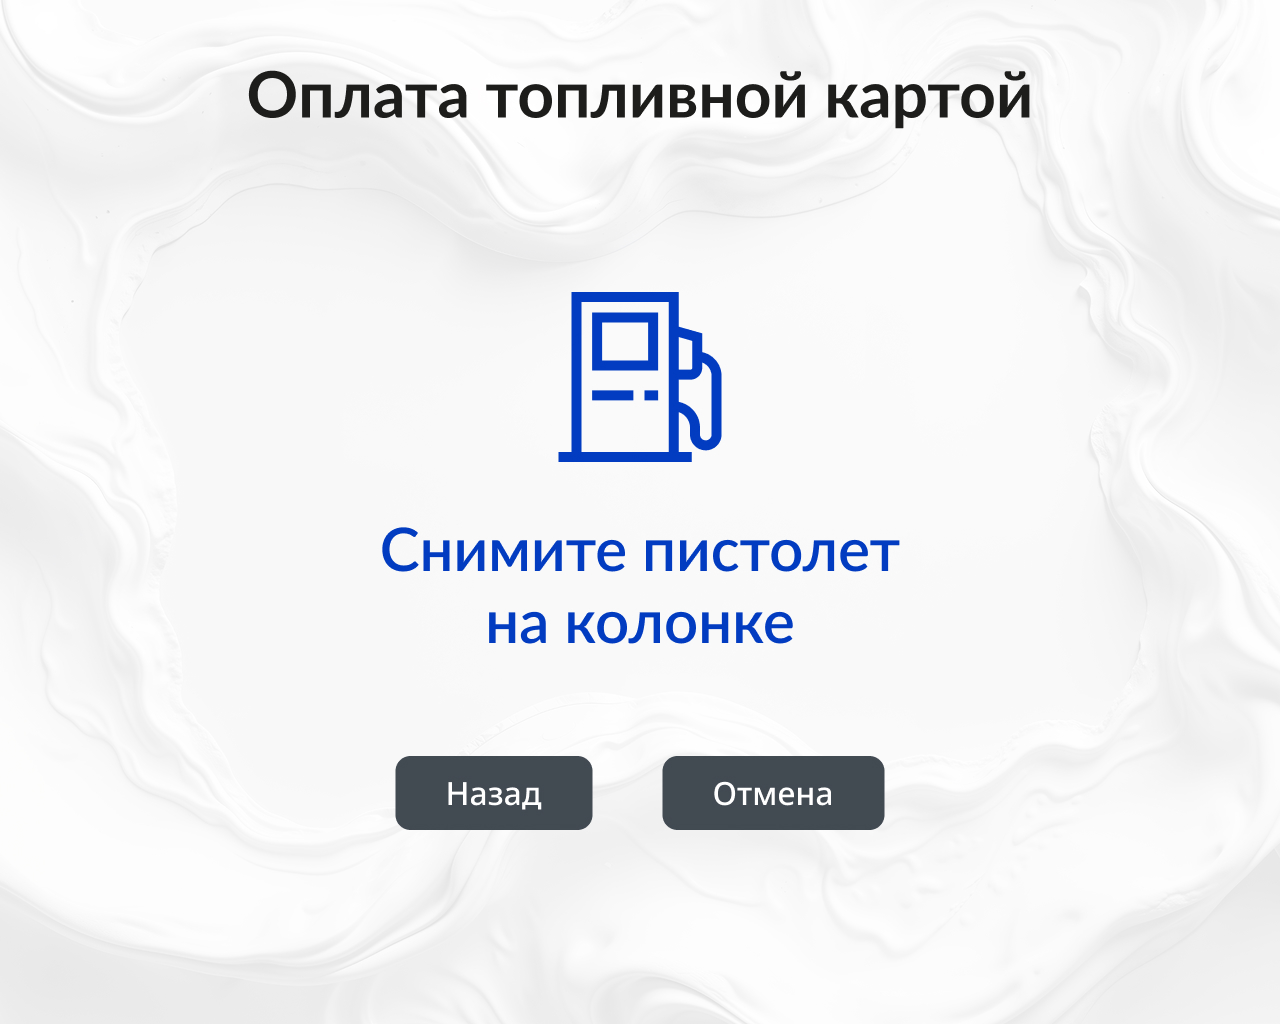 Оплата топливной картой
Снимите пистолет
на колонке
Назад
Отмена